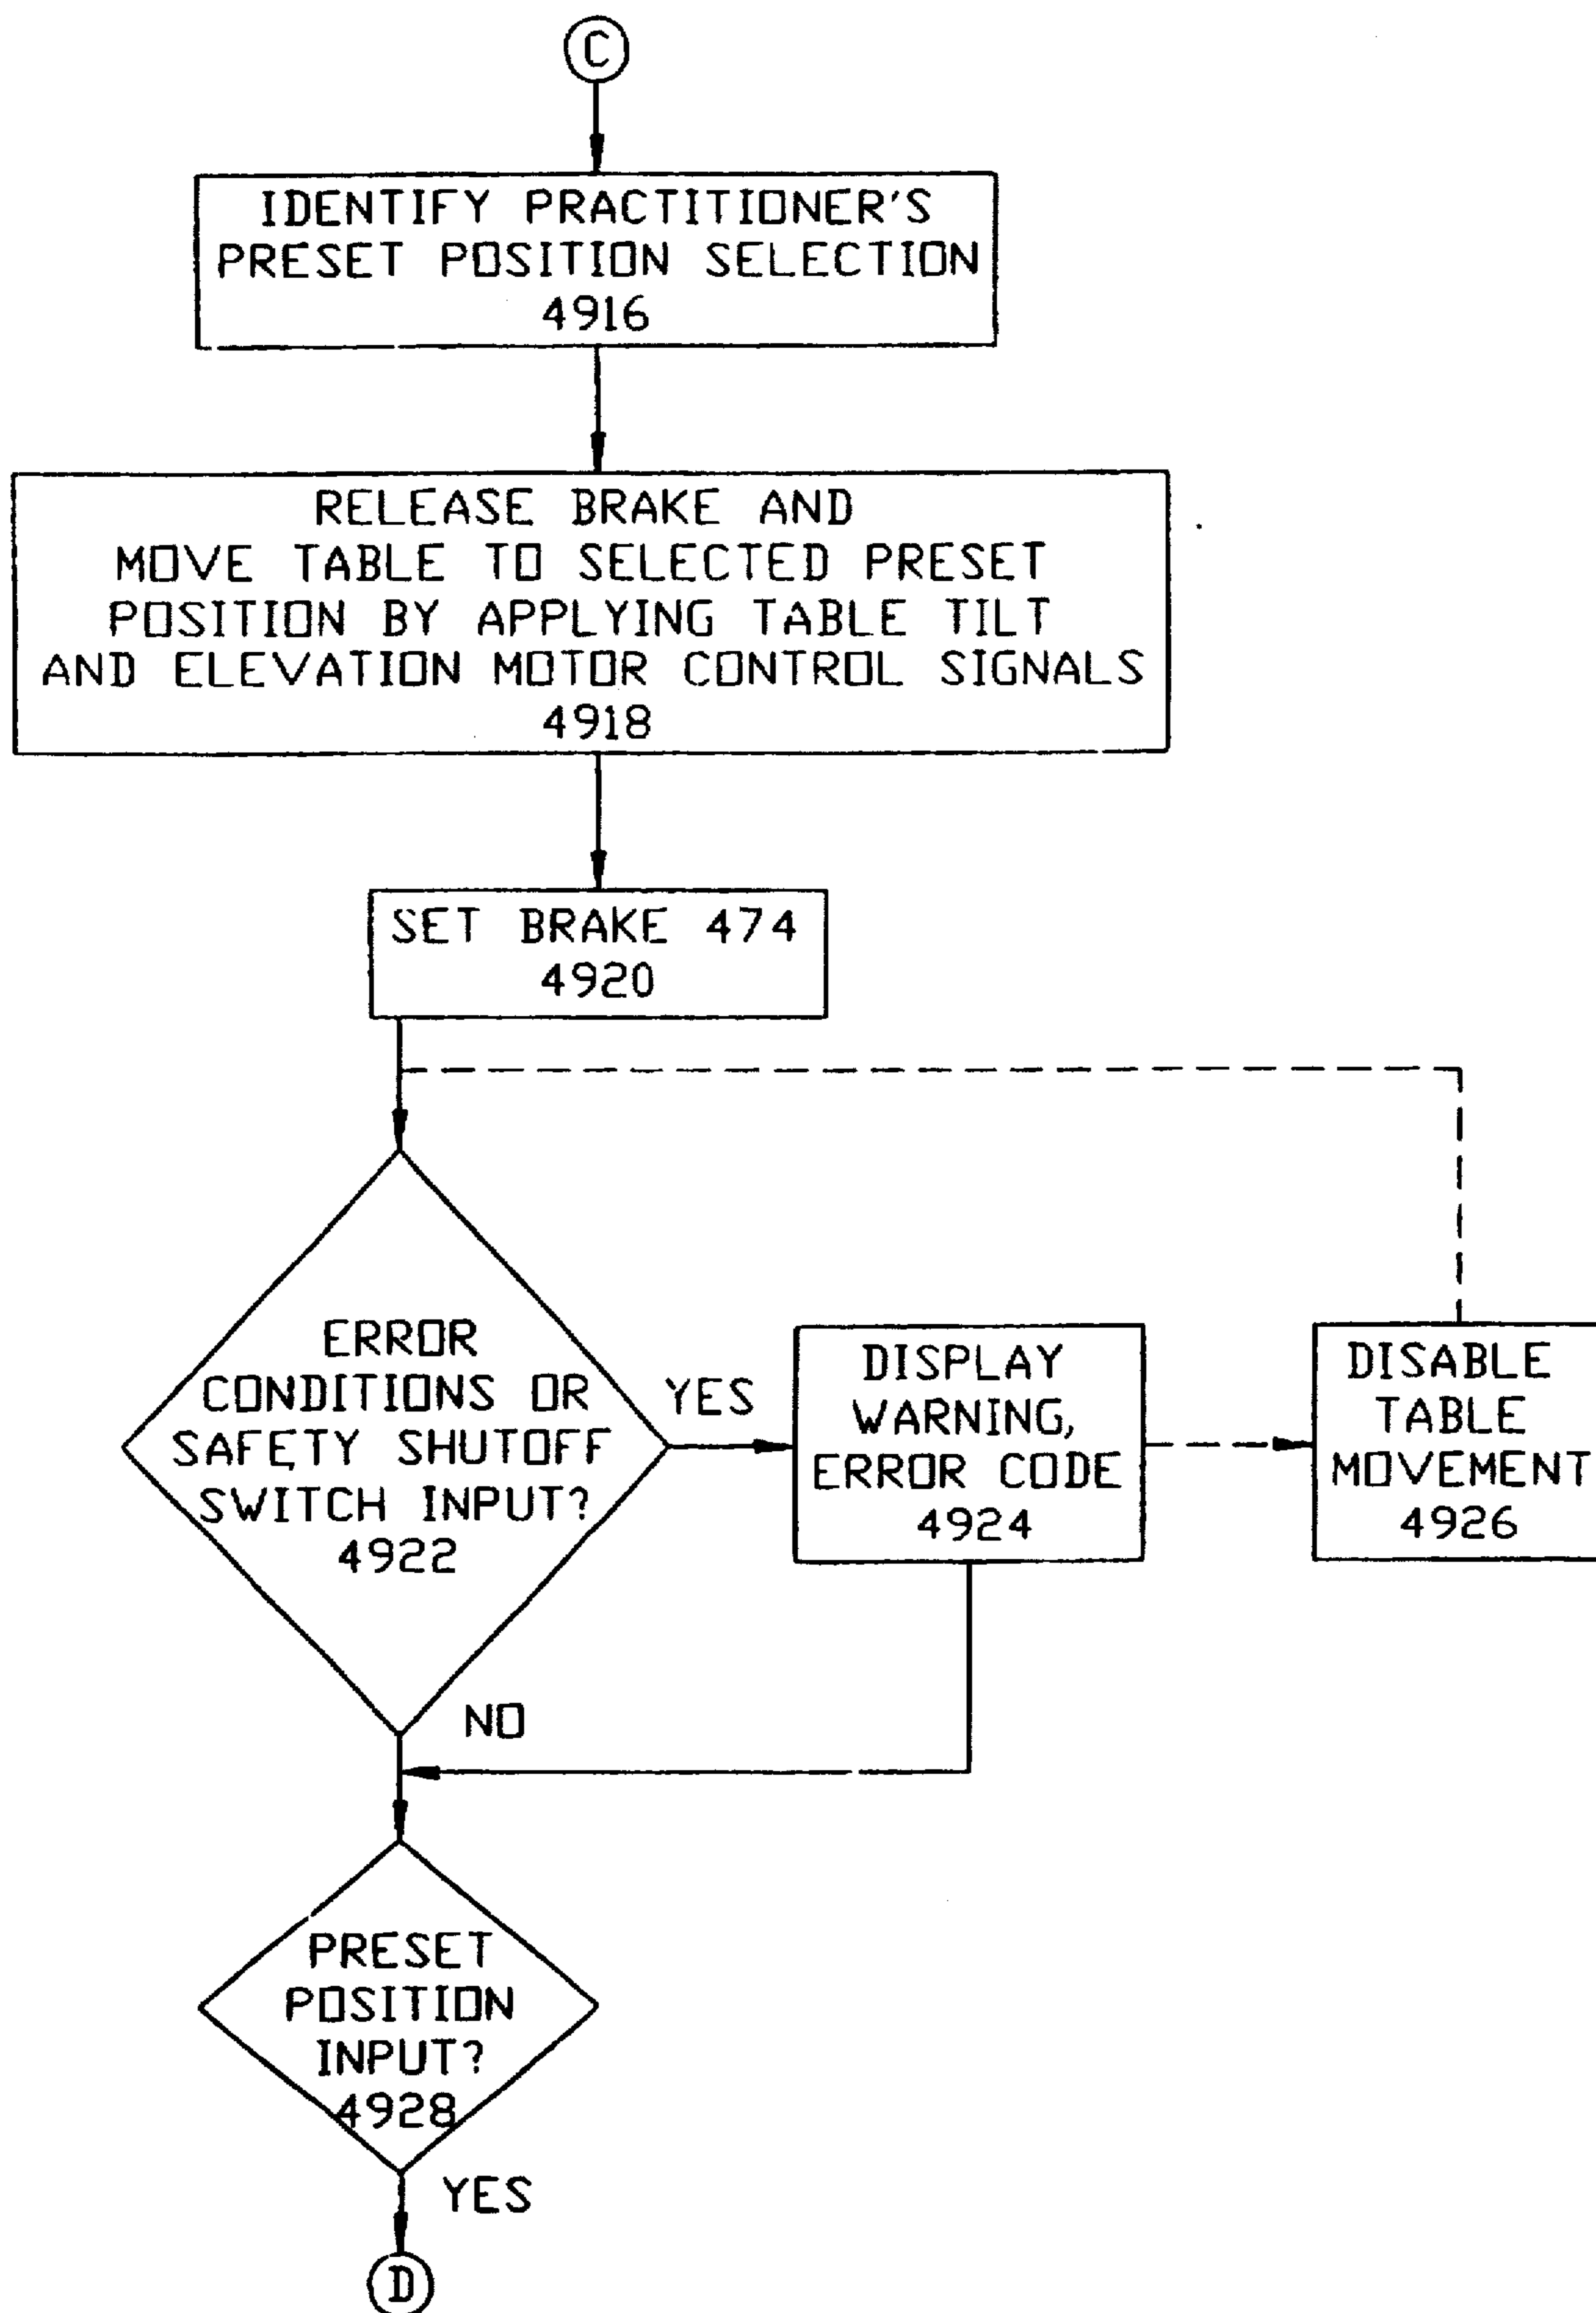 C
IDENTIFY PRACTITIONER'S
PRESET POSITION SELECTION
4916
RELEASE BRAKE AND
MOVE TABLE TO SELECTED PRESET
POSITION BY APPLYING TABLE TILT
AND ELEVATION MOTOR CONTROL SIGNALS
4918
SET BRAKE 474
4920
ERROR
CONDITIONS OR
SAFETY SHUTOFF
SWITCH INPUT?
4922
YES
DISPLAY
WARNING,
ERROR CODE
4924
DISABLE
TABLE
MOVEMENT
4926
NO
PRESET
POSITION
INPUT?
4928
YES
D